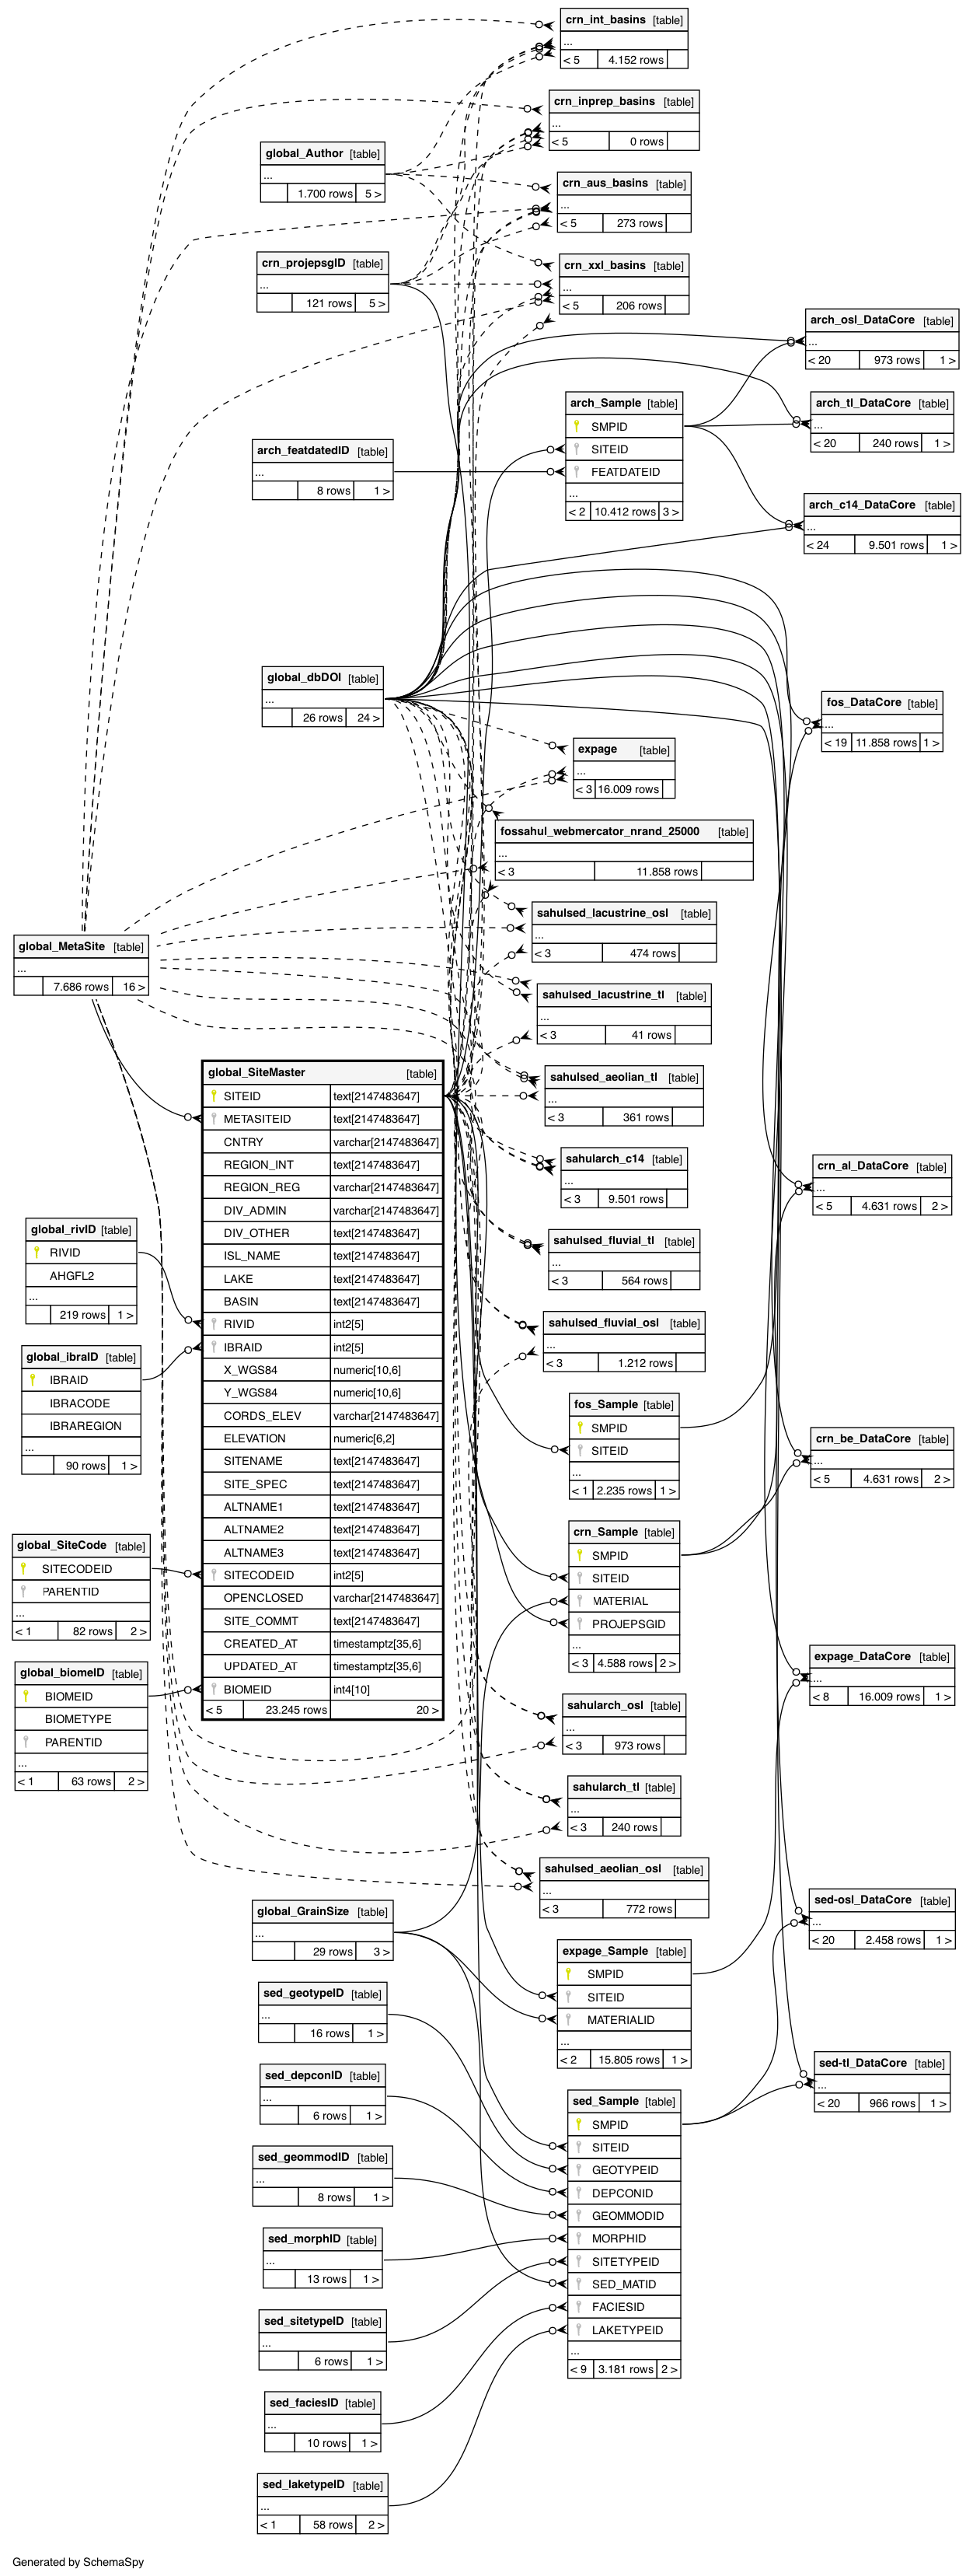 crn_int_basins [table]
...
< 5 4.152 rows
crn_inprep_basins [table]
...
< 5 0 rows
global_Author [table]
...
1.700 rows 5 >
crn_aus_basins [table]
...
< 5 273 rows
crn_projepsgID [table]
...
121 rows 5 >
crn_xxl_basins [table]
...
< 5 206 rows
arch_osl_DataCore [table]
...
< 20 973 rows 1 >
arch_Sample [table]
SMPID
SITEID
FEATDATEID
...
< 2 10.412 rows 3 >
arch_tl_DataCore [table]
...
< 20 240 rows 1 >
arch_featdatedID [table]
...
8 rows 1 >
arch_c14_DataCore [table]
...
< 24 9.501 rows 1 >
global_dbDOI [table]
...
26 rows 24 >
fos_DataCore [table]
...
< 19 11.858 rows 1 >
expage [table]
...
< 3 16.009 rows
fossahul_webmercator_nrand_25000 [table]
...
< 3 11.858 rows
sahulsed_lacustrine_osl [table]
...
< 3 474 rows
global_MetaSite [table]
...
7.686 rows 16 >
sahulsed_lacustrine_tl [table]
...
< 3 41 rows
global_SiteMaster [table]
SITEID text[2147483647]
METASITEID text[2147483647]
CNTRY varchar[2147483647]
REGION_INT text[2147483647]
REGION_REG varchar[2147483647]
DIV_ADMIN varchar[2147483647]
DIV_OTHER text[2147483647]
ISL_NAME text[2147483647]
LAKE text[2147483647]
BASIN text[2147483647]
RIVID int2[5]
IBRAID int2[5]
X_WGS84 numeric[10,6]
Y_WGS84 numeric[10,6]
CORDS_ELEV varchar[2147483647]
ELEVATION numeric[6,2]
SITENAME text[2147483647]
SITE_SPEC text[2147483647]
ALTNAME1 text[2147483647]
ALTNAME2 text[2147483647]
ALTNAME3 text[2147483647]
SITECODEID int2[5]
OPENCLOSED varchar[2147483647]
SITE_COMMT text[2147483647]
CREATED_AT timestamptz[35,6]
UPDATED_AT timestamptz[35,6]
BIOMEID int4[10]
< 5 23.245 rows 20 >
sahulsed_aeolian_tl [table]
...
< 3 361 rows
sahularch_c14 [table]
...
< 3 9.501 rows
crn_al_DataCore [table]
...
< 5 4.631 rows 2 >
global_rivID [table]
RIVID
AHGFL2
...
219 rows 1 >
sahulsed_fluvial_tl [table]
...
< 3 564 rows
sahulsed_fluvial_osl [table]
...
< 3 1.212 rows
global_ibraID [table]
IBRAID
IBRACODE
IBRAREGION
...
90 rows 1 >
fos_Sample [table]
SMPID
SITEID
...
< 1 2.235 rows 1 >
crn_be_DataCore [table]
...
< 5 4.631 rows 2 >
crn_Sample [table]
SMPID
SITEID
MATERIAL
PROJEPSGID
...
< 3 4.588 rows 2 >
global_SiteCode [table]
SITECODEID
PARENTID
...
< 1 82 rows 2 >
expage_DataCore [table]
...
< 8 16.009 rows 1 >
global_biomeID [table]
BIOMEID
BIOMETYPE
PARENTID
...
< 1 63 rows 2 >
sahularch_osl [table]
...
< 3 973 rows
sahularch_tl [table]
...
< 3 240 rows
sahulsed_aeolian_osl [table]
...
< 3 772 rows
sed-osl_DataCore [table]
...
< 20 2.458 rows 1 >
global_GrainSize [table]
...
29 rows 3 >
expage_Sample [table]
SMPID
SITEID
MATERIALID
...
< 2 15.805 rows 1 >
sed_geotypeID [table]
...
16 rows 1 >
sed-tl_DataCore [table]
...
< 20 966 rows 1 >
sed_depconID [table]
...
6 rows 1 >
sed_Sample [table]
SMPID
SITEID
GEOTYPEID
DEPCONID
GEOMMODID
MORPHID
SITETYPEID
SED_MATID
FACIESID
LAKETYPEID
...
< 9 3.181 rows 2 >
sed_geommodID [table]
...
8 rows 1 >
sed_morphID [table]
...
13 rows 1 >
sed_sitetypeID [table]
...
6 rows 1 >
sed_faciesID [table]
...
10 rows 1 >
sed_laketypeID [table]
...
< 1 58 rows 2 >
Generated by SchemaSpy